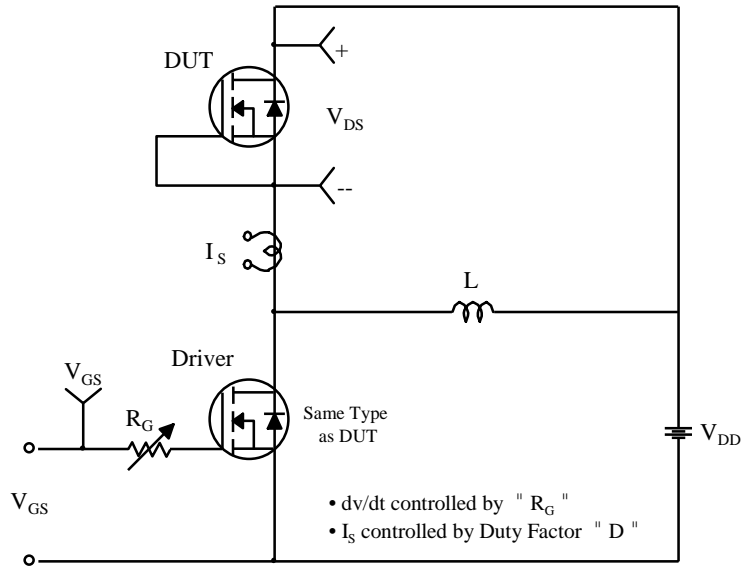 DUT
+
V_DS
--
I_S
L
Driver
V_GS
R_G
Same Type
as DUT
V_DD
V_GS
• dv/dt controlled by " R_G "
• I_S controlled by Duty Factor " D "